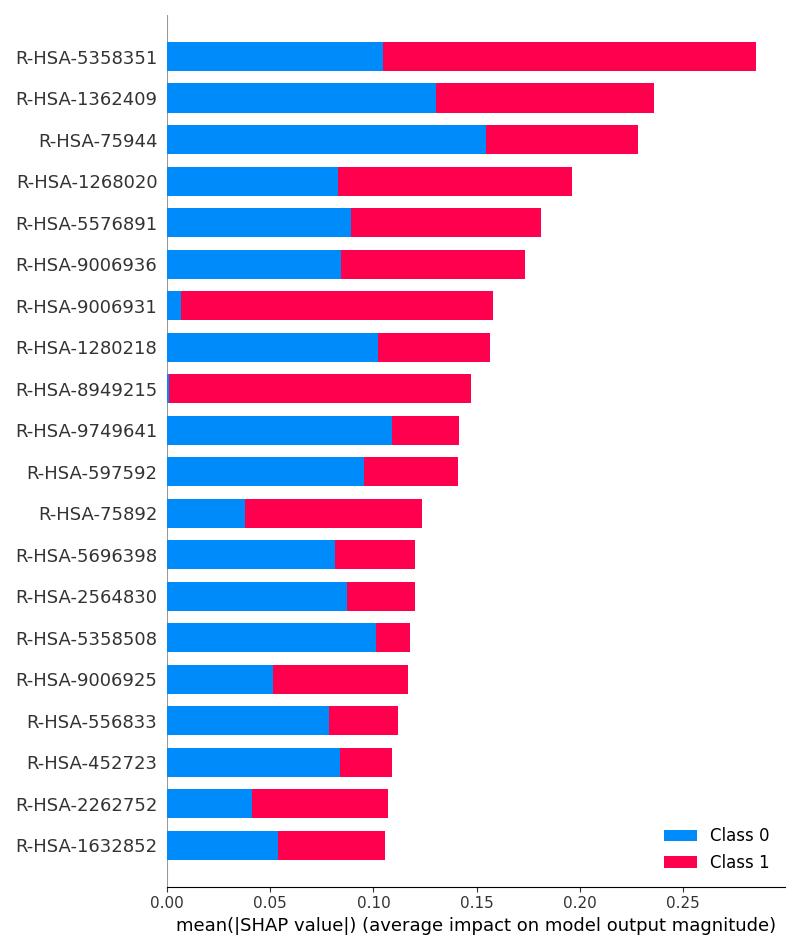 R-HSA-5358351
R-HSA-1362409
R-HSA-75944
R-HSA-1268020
R-HSA-5576891
R-HSA-9006936
R-HSA-9006931
R-HSA-1280218
R-HSA-8949215
R-HSA-9749641
R-HSA-597592
R-HSA-75892
R-HSA-5696398
R-HSA-2564830
R-HSA-5358508
R-HSA-9006925
R-HSA-556833
R-HSA-452723
R-HSA-2262752
R-HSA-1632852
Class 0
Class 1
0.00 0.05 0.10 0.15 0.20 0.25
mean(|SHAP value|) (average impact on model output magnitude)